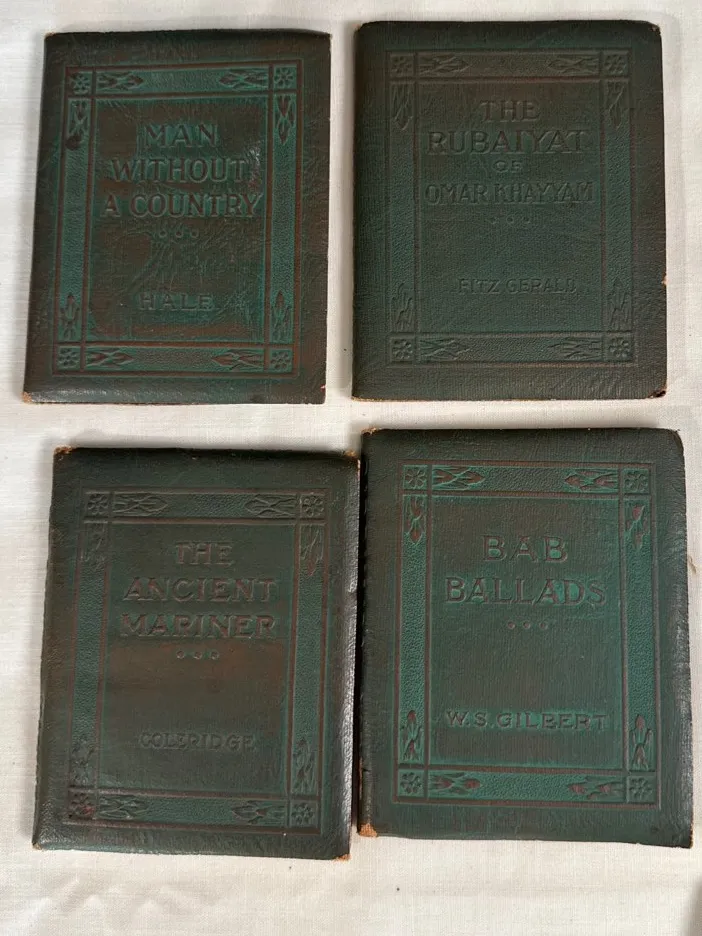 MAN
WITHOUT
A COUNTRY
HALE
THE
RUBAIYAT
OF
OMAR KHAYYAM
FITZ GERALD
THE
ANCIENT
MARINER
COLERIDGE
BAB
BALLADS
W.S. GILBERT